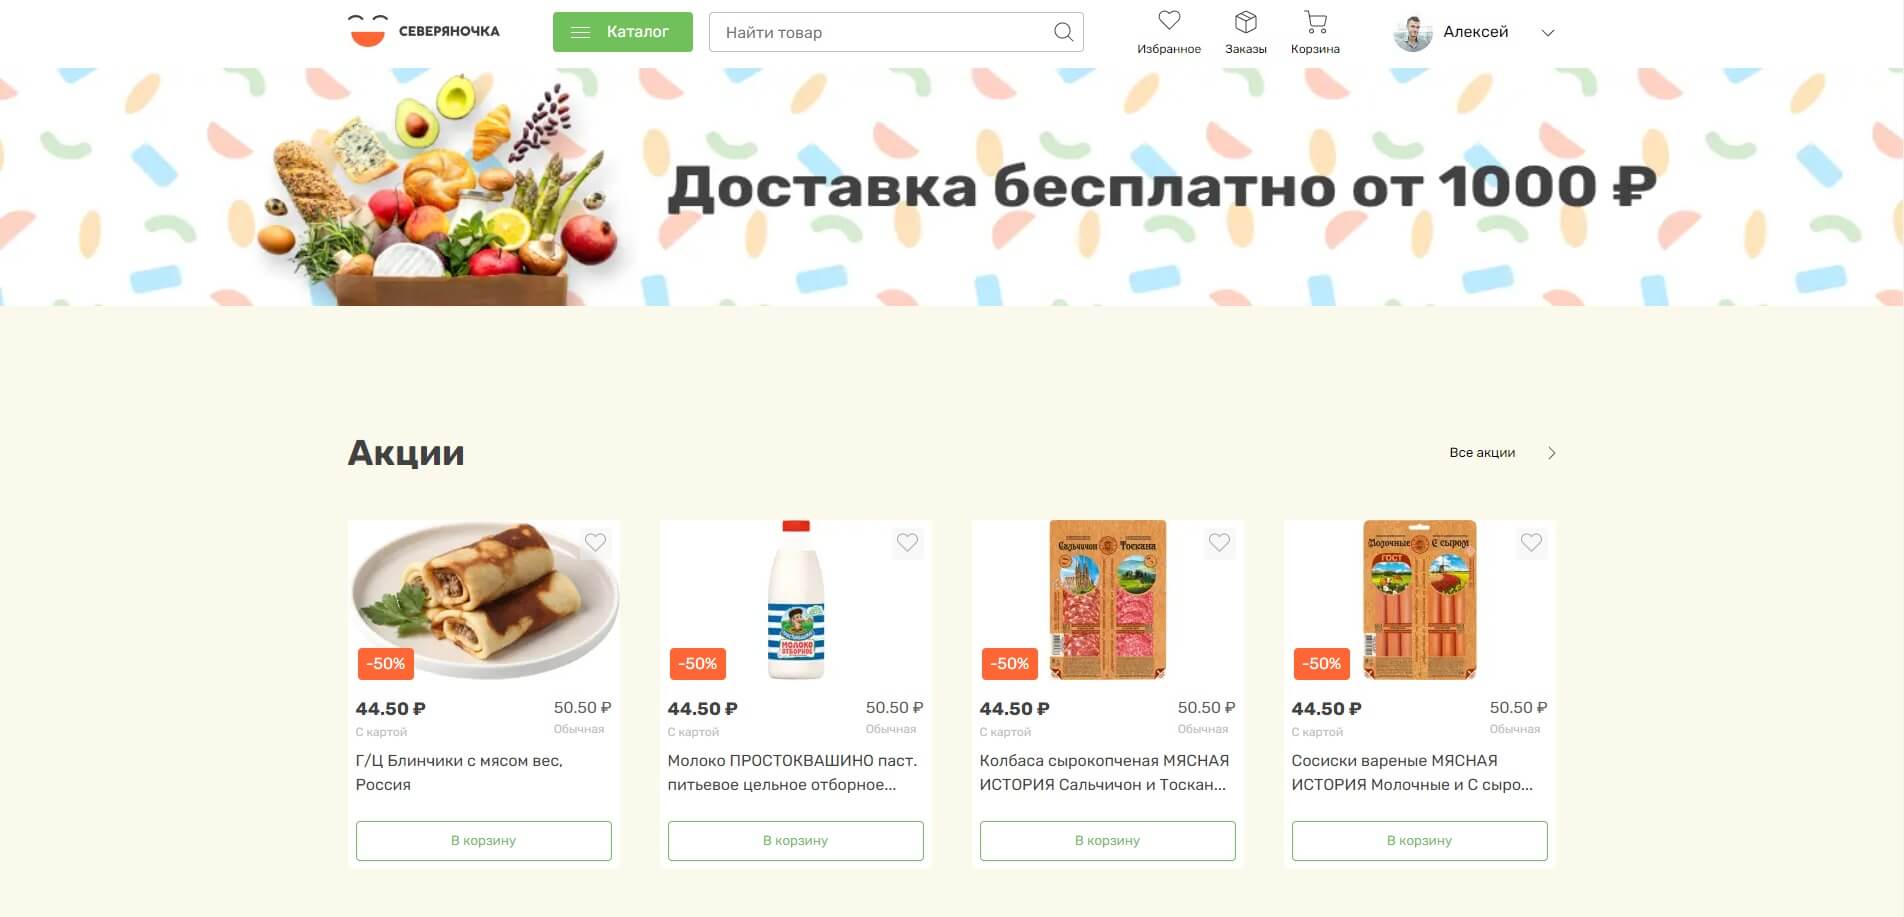 СЕВЕРЯНОЧКА
Каталог
Найти товар
Избранное
Заказы
Корзина
Алексей
Доставка бесплатно от 1000 ₽
Акции
Все акции
-50%
44.50 ₽ 50.50 ₽
С картой Обычная
Г/Ц Блинчики с мясом вес,
Россия
В корзину
МОЛОКО
ОТБОРНОЕ
-50%
44.50 ₽ 50.50 ₽
С картой Обычная
Молоко ПРОСТОКВАШИНО паст.
питьевое цельное отборное...
В корзину
Сальчичон Тоскана
-50%
44.50 ₽ 50.50 ₽
С картой Обычная
Колбаса сырокопченая МЯСНАЯ
ИСТОРИЯ Сальчичон и Тоскан...
В корзину
Молочные С сыром
ГОСТ
-50%
44.50 ₽ 50.50 ₽
С картой Обычная
Сосиски вареные МЯСНАЯ
ИСТОРИЯ Молочные и С сыро...
В корзину